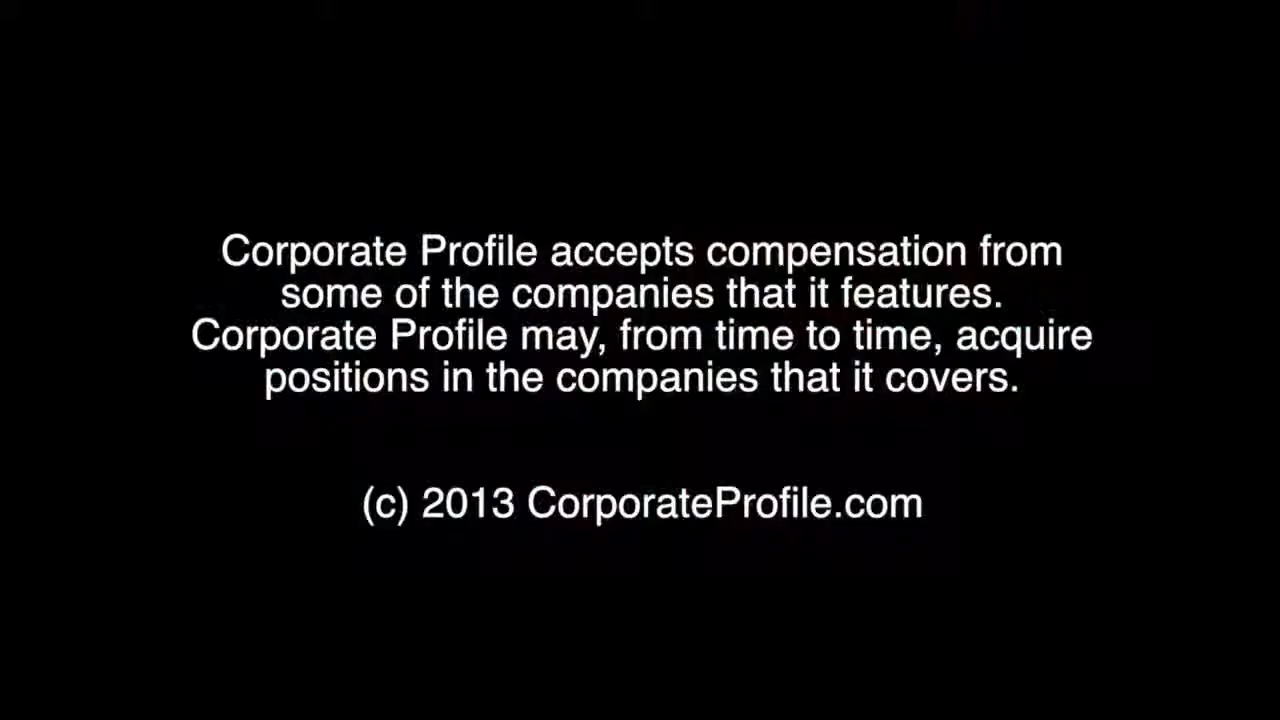 Corporate Profile accepts compensation from
some of the companies that it features.
Corporate Profile may, from time to time, acquire
positions in the companies that it covers.
(c) 2013 CorporateProfile.com